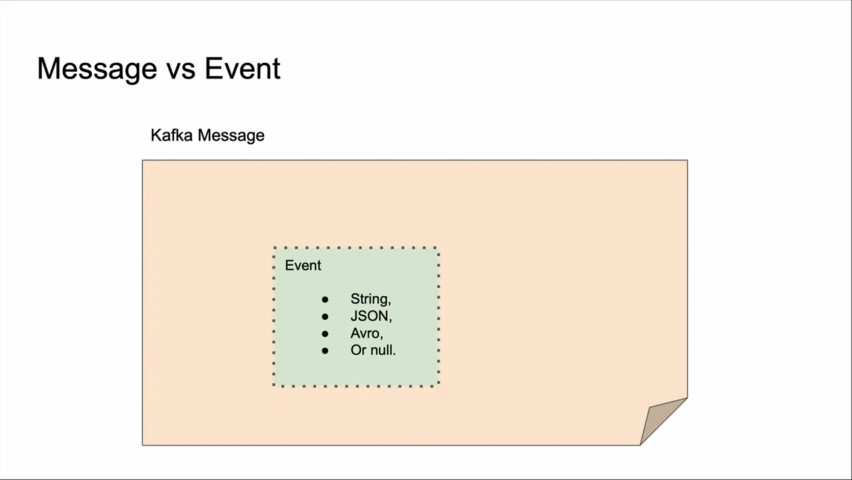 Message vs Event
Kafka Message
Event
● String,
● JSON,
● Avro,
● Or null.